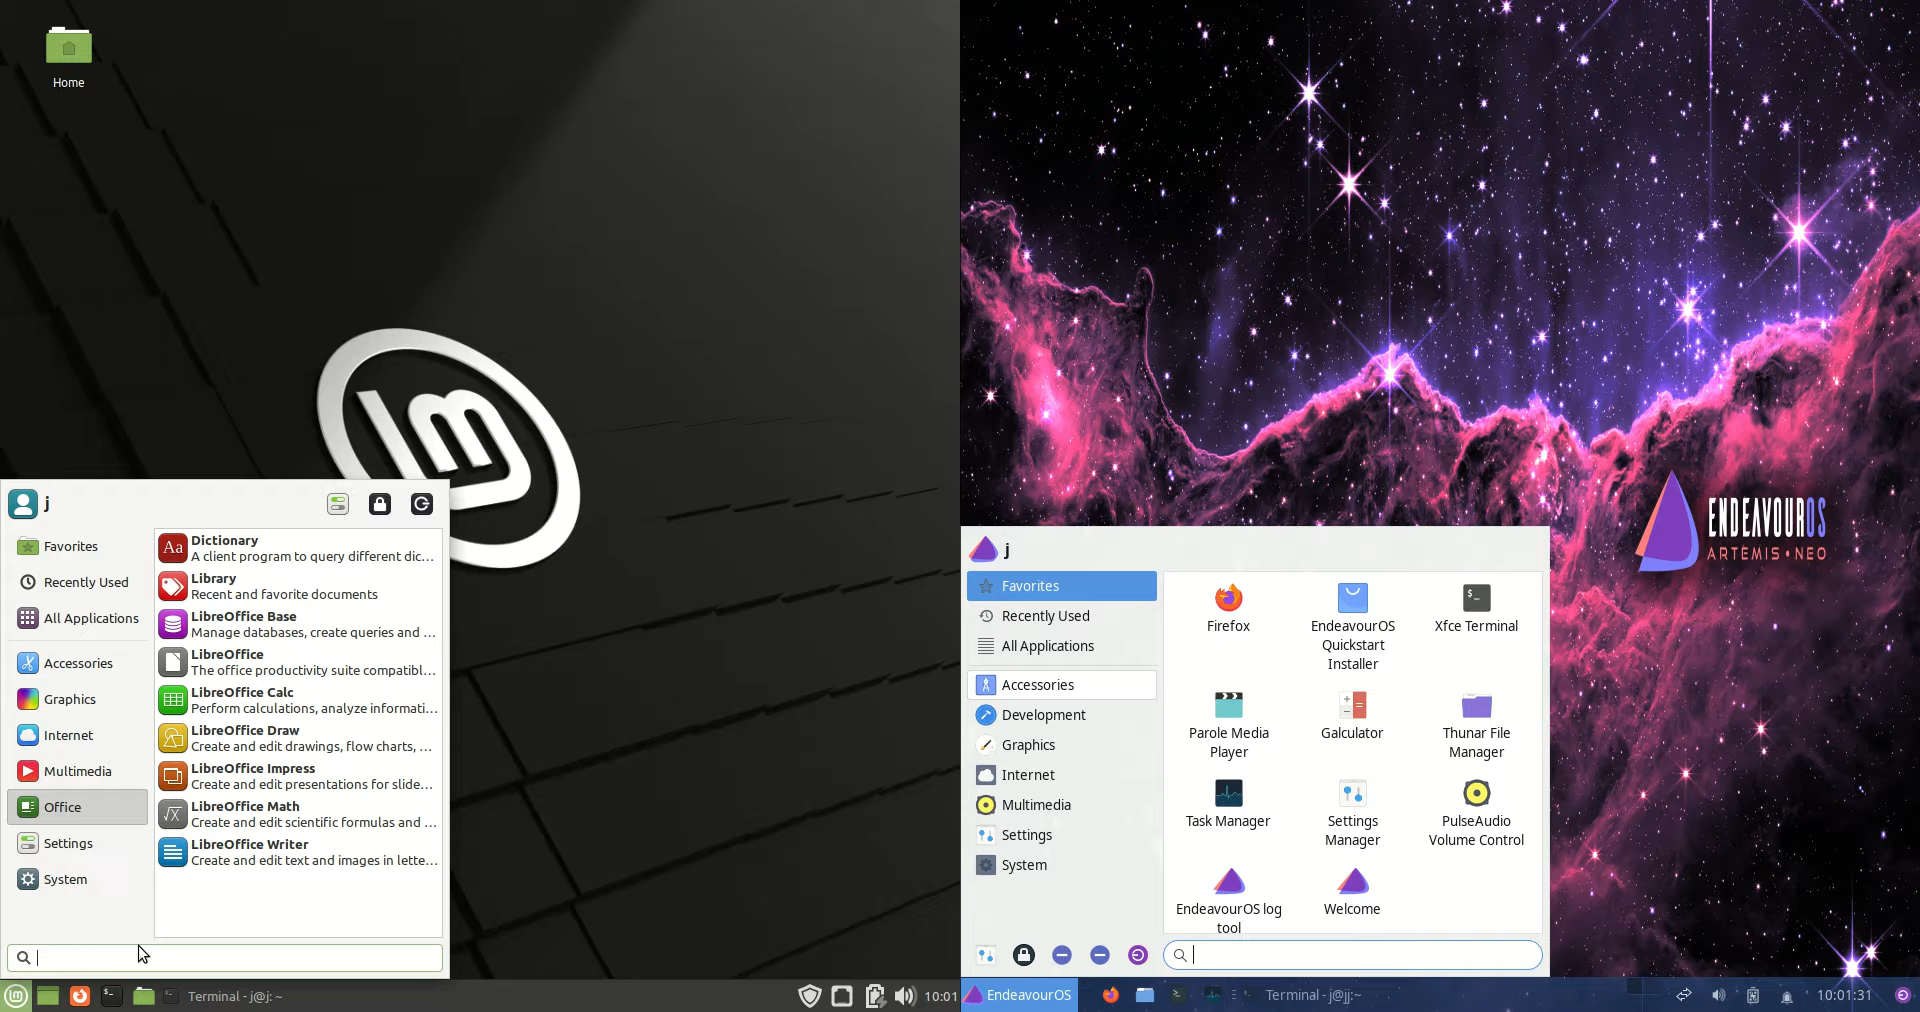 Home
j
Favorites
Recently Used
All Applications
Accessories
Graphics
Internet
Multimedia
Office
Settings
System
Aa
Dictionary
A client program to query different dic...
Library
Recent and favorite documents
LibreOffice Base
Manage databases, create queries and ...
LibreOffice
The office productivity suite compatibl...
LibreOffice Calc
Perform calculations, analyze informati...
LibreOffice Draw
Create and edit drawings, flow charts, ...
LibreOffice Impress
Create and edit presentations for slide...
√x
LibreOffice Math
Create and edit scientific formulas and ...
LibreOffice Writer
Create and edit text and images in lette...
Terminal - j@j: ~
10:01
ENDEAVOUROS
ARTEMIS•NEO
j
Favorites
Recently Used
All Applications
Accessories
Development
Graphics
Internet
Multimedia
Settings
System
Firefox
EndeavourOS
Quickstart
Installer
Xfce Terminal
Parole Media
Player
Galculator
Thunar File
Manager
Task Manager
Settings
Manager
PulseAudio
Volume Control
EndeavourOS log
tool
Welcome
EndeavourOS
Terminal - j@jj:~
10:01:31